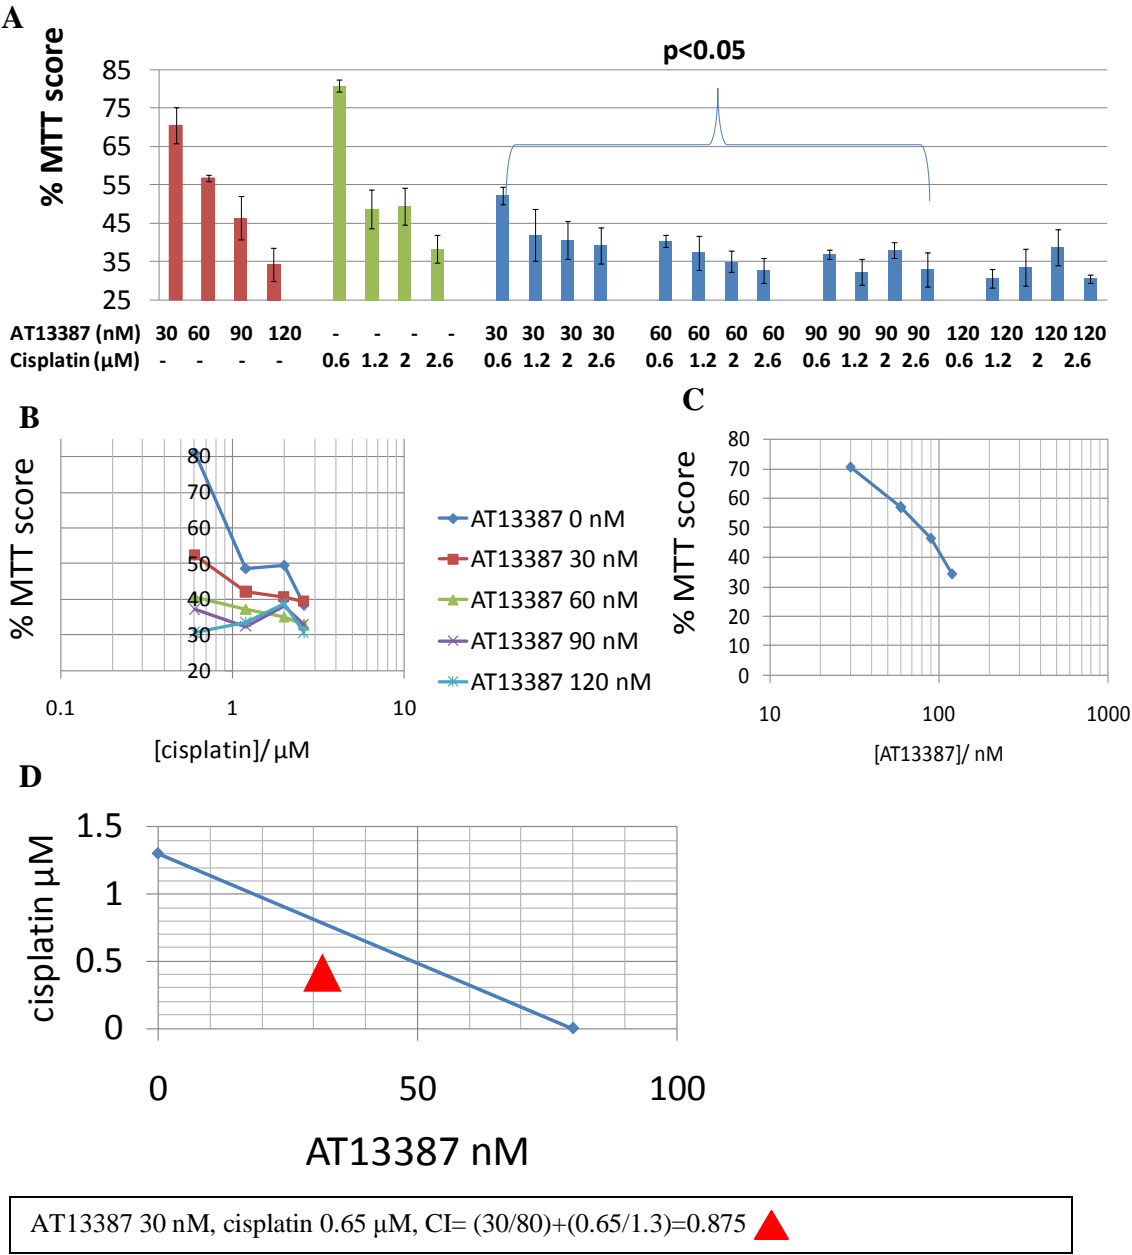 A
p<0.05
% MTT score
85
75
65
55
45
35
25
AT13387 (nM) 30 60 90 120 - - - - 30 30 30 30 60 60 60 60 90 90 90 90 120 120 120 120
Cisplatin (µM) - - - - 0.6 1.2 2 2.6 0.6 1.2 2 2.6 0.6 1.2 2 2.6 0.6 1.2 2 2.6 0.6 1.2 2 2.6
B
% MTT score
80
70
60
50
40
30
20
0.1 1 10
[cisplatin]/ µM
AT13387 0 nM
AT13387 30 nM
AT13387 60 nM
AT13387 90 nM
AT13387 120 nM
C
% MTT score
80
70
60
50
40
30
20
10
0
10 100 1000
[AT13387]/ nM
D
cisplatin µM
1.5
1
0.5
0
0 50 100
AT13387 nM
AT13387 30 nM, cisplatin 0.65 µM, CI= (30/80)+(0.65/1.3)=0.875